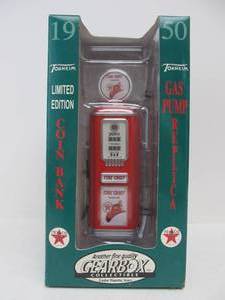 19 50
TOKHEIM TOKHEIM
LIMITED EDITION
COIN BANK
GAS PUMP
REPLICA
FIRE CHIEF
FIRE CHIEF
Another fine quality
GEARBOX
COLLECTIBLE